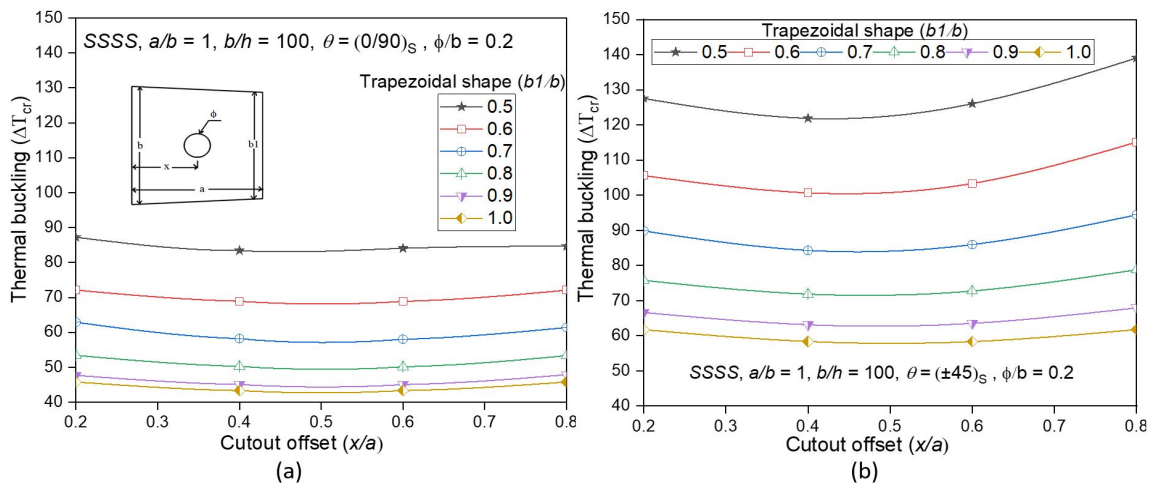 SSSS, a/b = 1, b/h = 100, θ = (0/90)S , ϕ/b = 0.2
Trapezoidal shape (b1/b)
0.5
0.6
0.7
0.8
0.9
1.0
ϕ
b
b1
x
a
Thermal buckling (ΔTcr)
150
140
130
120
110
100
90
80
70
60
50
40
0.2 0.3 0.4 0.5 0.6 0.7 0.8
Cutout offset (x/a)
(a)
Trapezoidal shape (b1/b)
0.5 0.6 0.7 0.8 0.9 1.0
Thermal buckling (ΔTcr)
150
140
130
120
110
100
90
80
70
60
50
40
SSSS, a/b = 1, b/h = 100, θ = (±45)S , ϕ/b = 0.2
0.2 0.3 0.4 0.5 0.6 0.7 0.8
Cutout offset (x/a)
(b)